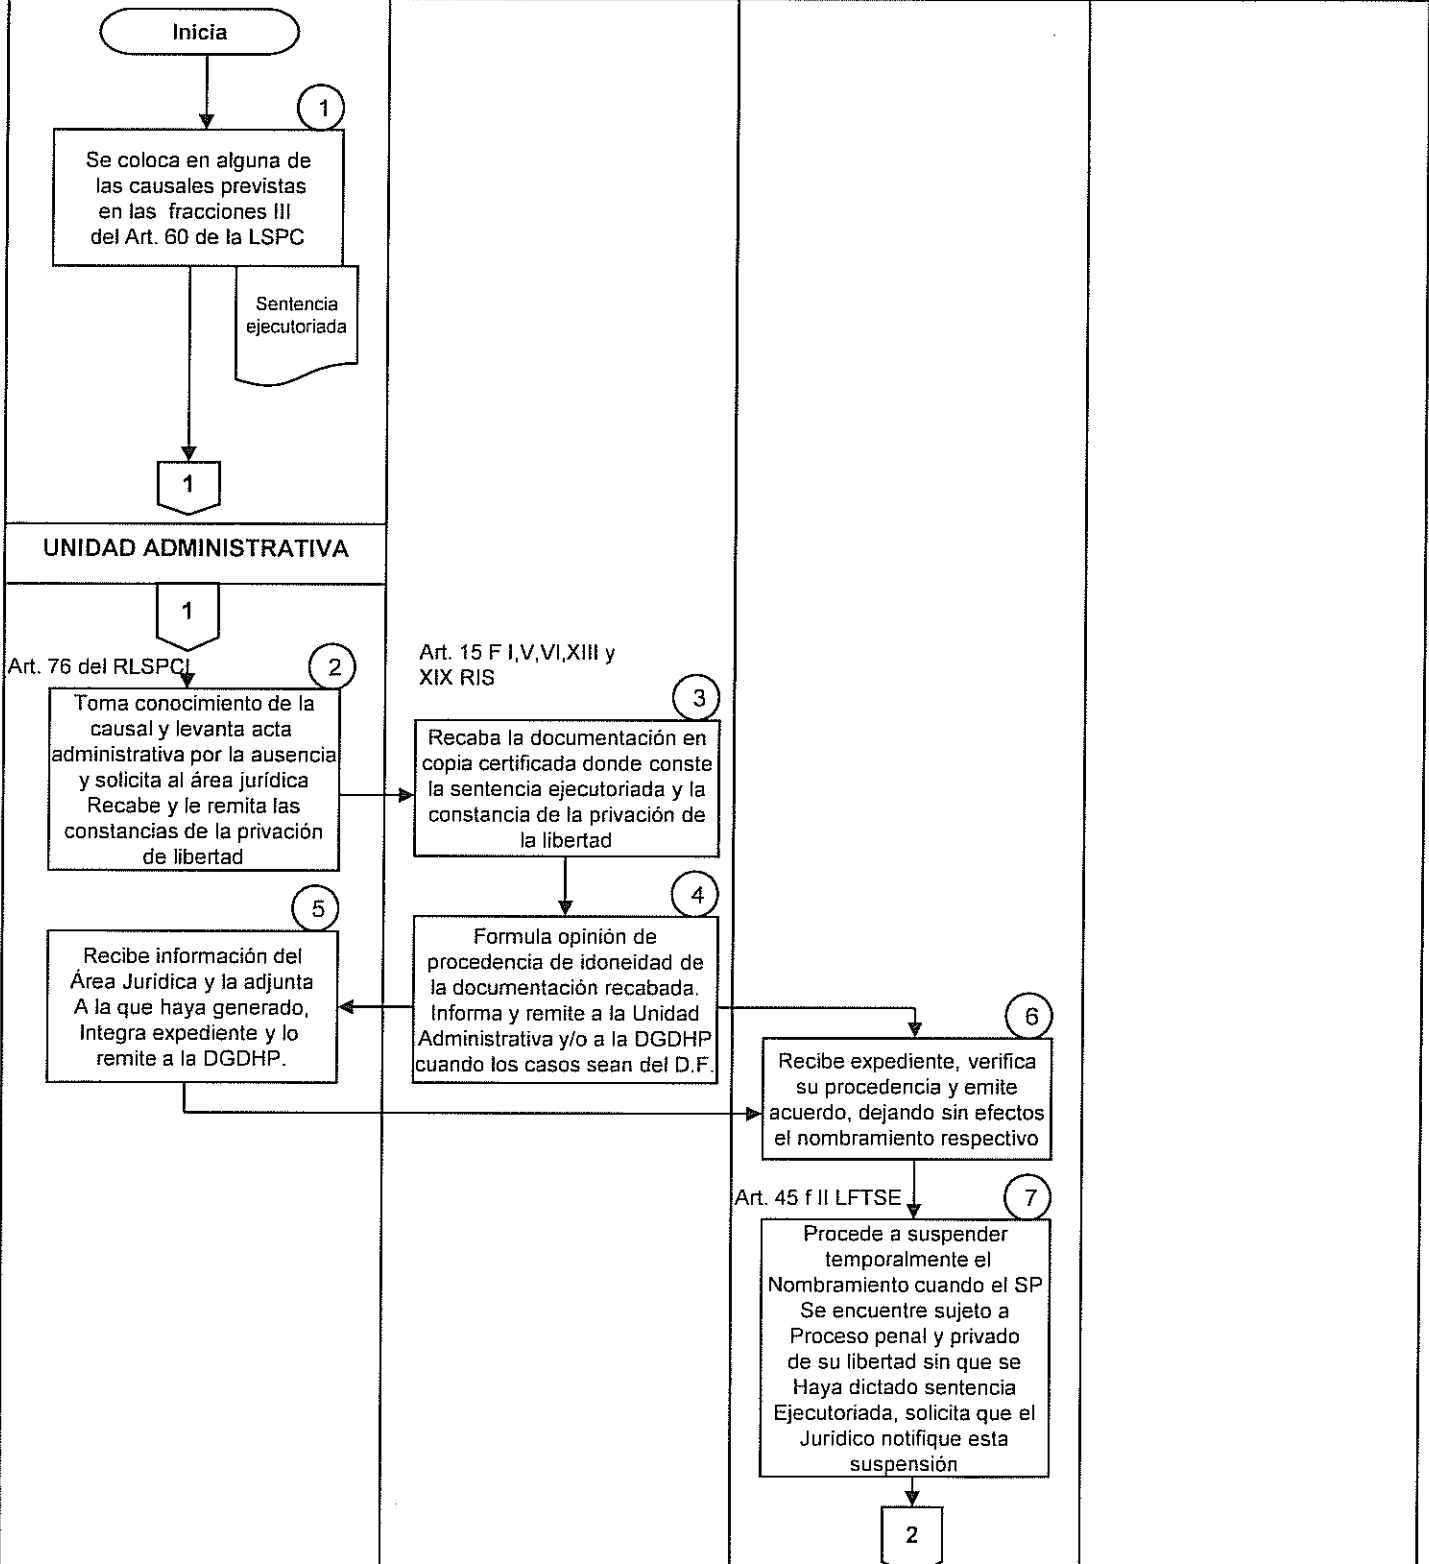 Inicia
1
Se coloca en alguna de
las causales previstas
en las fracciones III
del Art. 60 de la LSPC
Sentencia
ejecutoriada
1
UNIDAD ADMINISTRATIVA
1
Art. 76 del RLSPCL
2
Toma conocimiento de la
causal y levanta acta
administrativa por la ausencia
y solicita al área jurídica
Recabe y le remita las
constancias de la privación
de libertad
Art. 15 F I,V,VI,XIII y
XIX RIS
3
Recaba la documentación en
copia certificada donde conste
la sentencia ejecutoriada y la
constancia de la privación de
la libertad
4
Formula opinión de
procedencia de idoneidad de
la documentación recabada.
Informa y remite a la Unidad
Administrativa y/o a la DGDHP
cuando los casos sean del D.F.
5
Recibe información del
Área Jurídica y la adjunta
A la que haya generado,
Integra expediente y lo
remite a la DGDHP.
6
Recibe expediente, verifica
su procedencia y emite
acuerdo, dejando sin efectos
el nombramiento respectivo
Art. 45 f II LFTSE
7
Procede a suspender
temporalmente el
Nombramiento cuando el SP
Se encuentre sujeto a
Proceso penal y privado
de su libertad sin que se
Haya dictado sentencia
Ejecutoriada, solicita que el
Jurídico notifique esta
suspensión
2